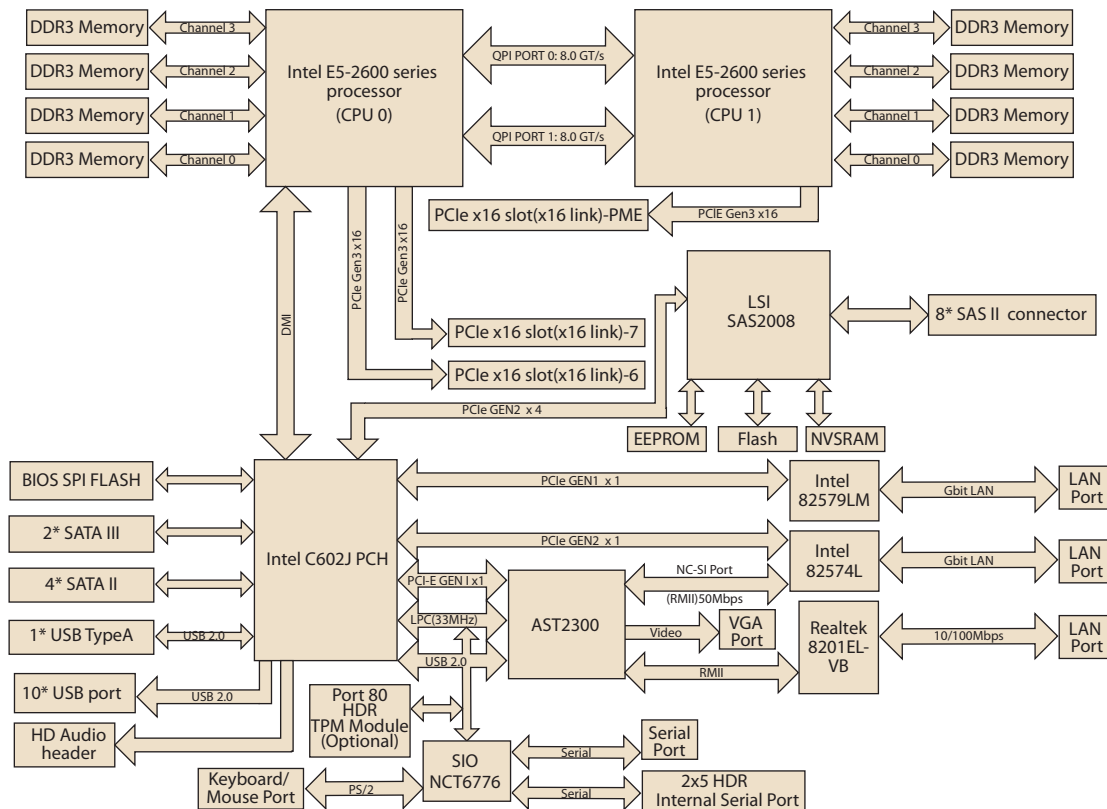 DDR3 Memory
Channel 3
DDR3 Memory
Channel 2
DDR3 Memory
Channel 1
DDR3 Memory
Channel 0
Intel E5-2600 series
processor
(CPU 0)
QPI PORT 0: 8.0 GT/s
QPI PORT 1: 8.0 GT/s
Intel E5-2600 series
processor
(CPU 1)
Channel 3
DDR3 Memory
Channel 2
DDR3 Memory
Channel 1
DDR3 Memory
Channel 0
DDR3 Memory
PCIe x16 slot(x16 link)-PME
PCIE Gen3 x16
DMI
PCIe Gen3 x16
PCIe Gen3 x16
PCIe x16 slot(x16 link)-7
PCIe x16 slot(x16 link)-6
LSI
SAS2008
8* SAS II connector
PCIe GEN2 x 4
EEPROM
Flash
NVSRAM
BIOS SPI FLASH
2* SATA III
4* SATA II
1* USB TypeA
USB 2.0
10* USB port
USB 2.0
HD Audio
header
Intel C602J PCH
PCIe GEN1 x 1
Intel
82579LM
Gbit LAN
LAN
Port
PCIe GEN2 x 1
Intel
82574L
Gbit LAN
LAN
Port
PCI-E GEN I x1
LPC(33MHz)
USB 2.0
AST2300
NC-SI Port
(RMII)50Mbps
Video
VGA
Port
RMII
Realtek
8201EL-
VB
10/100Mbps
LAN
Port
Port 80
HDR
TPM Module
(Optional)
SIO
NCT6776
Keyboard/
Mouse Port
PS/2
Serial
Serial
Port
Serial
2x5 HDR
Internal Serial Port